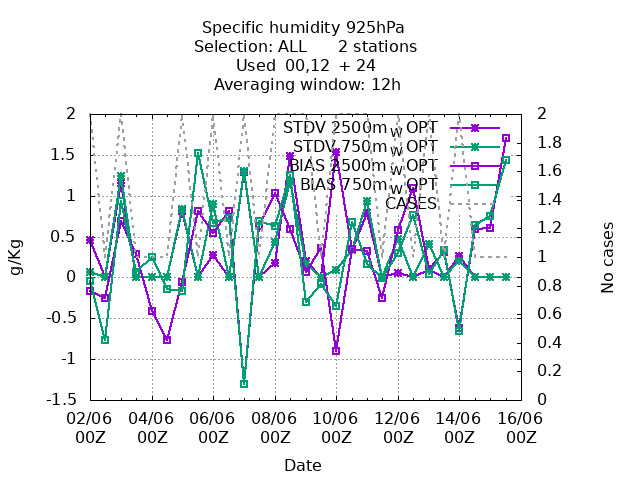 Specific humidity 925hPa
Selection: ALL 2 stations
Used 00,12 + 24
Averaging window: 12h
STDV 2500m_W OPT
STDV 750m_W OPT
BIAS 2500m_W OPT
BIAS 750m_W OPT
CASES
g/Kg
2
1.5
1
0.5
0
-0.5
-1
-1.5
No cases
2
1.8
1.6
1.4
1.2
1
0.8
0.6
0.4
0.2
0
02/06 04/06 06/06 08/06 10/06 12/06 14/06 16/06
00Z 00Z 00Z 00Z 00Z 00Z 00Z 00Z
Date